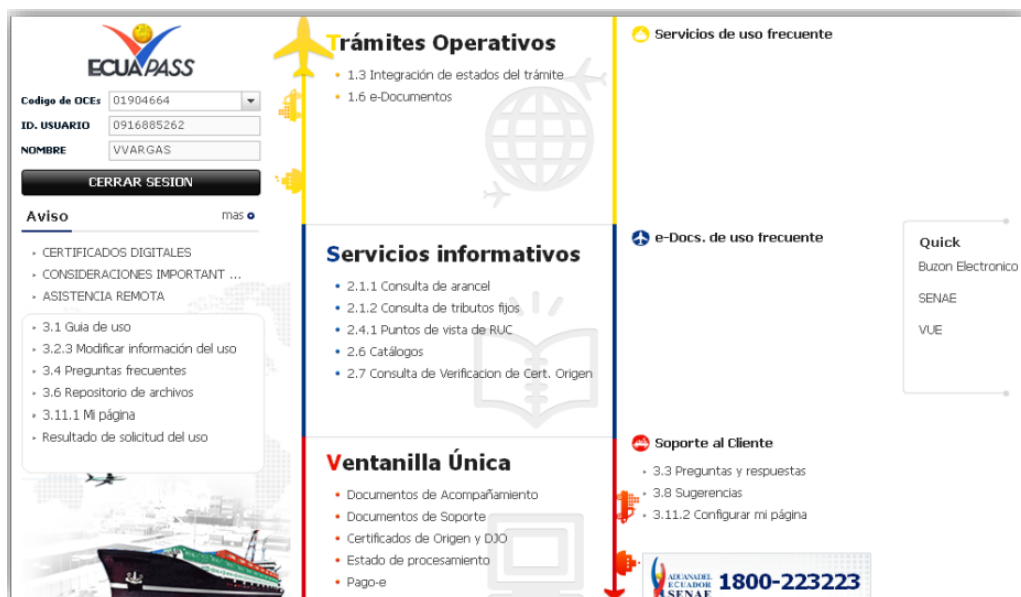 ECUAPASS
Codigo de OCEs 01904664
ID. USUARIO 0916885262
NOMBRE VVARGAS
CERRAR SESION
Aviso mas
CERTIFICADOS DIGITALES
CONSIDERACIONES IMPORTANT ...
ASISTENCIA REMOTA
3.1 Guia de uso
3.2.3 Modificar información del uso
3.4 Preguntas frecuentes
3.6 Repositorio de archivos
3.11.1 Mi página
Resultado de solicitud del uso
Trámites Operativos
1.3 Integración de estados del trámite
1.6 e-Documentos
Servicios informativos
2.1.1 Consulta de arancel
2.1.2 Consulta de tributos fijos
2.4.1 Puntos de vista de RUC
2.6 Catálogos
2.7 Consulta de Verificacion de Cert. Origen
Ventanilla Única
Documentos de Acompañamiento
Documentos de Soporte
Certificados de Origen y DJO
Estado de procesamiento
Pago-e
Servicios de uso frecuente
e-Docs. de uso frecuente
Soporte al Cliente
3.3 Preguntas y respuestas
3.8 Sugerencias
3.11.2 Configurar mi página
ADUANA DEL
ECUADOR
SENAE
1800-223223
Quick
Buzon Electronico
SENAE
VUE